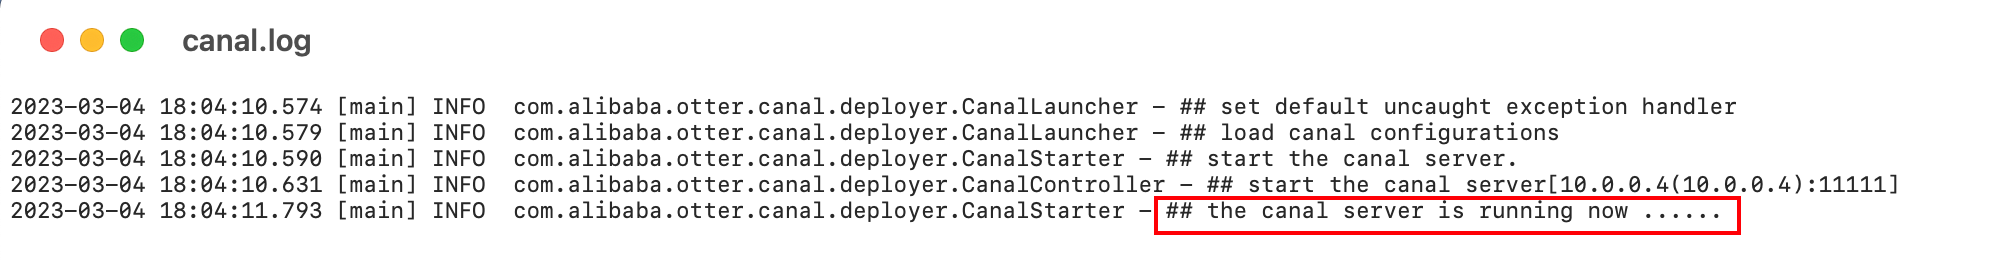 canal.log
2023-03-04 18:04:10.574 [main] INFO  com.alibaba.otter.canal.deployer.CanalLauncher - ## set default uncaught exception handler
2023-03-04 18:04:10.579 [main] INFO  com.alibaba.otter.canal.deployer.CanalLauncher - ## load canal configurations
2023-03-04 18:04:10.590 [main] INFO  com.alibaba.otter.canal.deployer.CanalStarter - ## start the canal server.
2023-03-04 18:04:10.631 [main] INFO  com.alibaba.otter.canal.deployer.CanalController - ## start the canal server[10.0.0.4(10.0.0.4):11111]
2023-03-04 18:04:11.793 [main] INFO  com.alibaba.otter.canal.deployer.CanalStarter - ## the canal server is running now ......